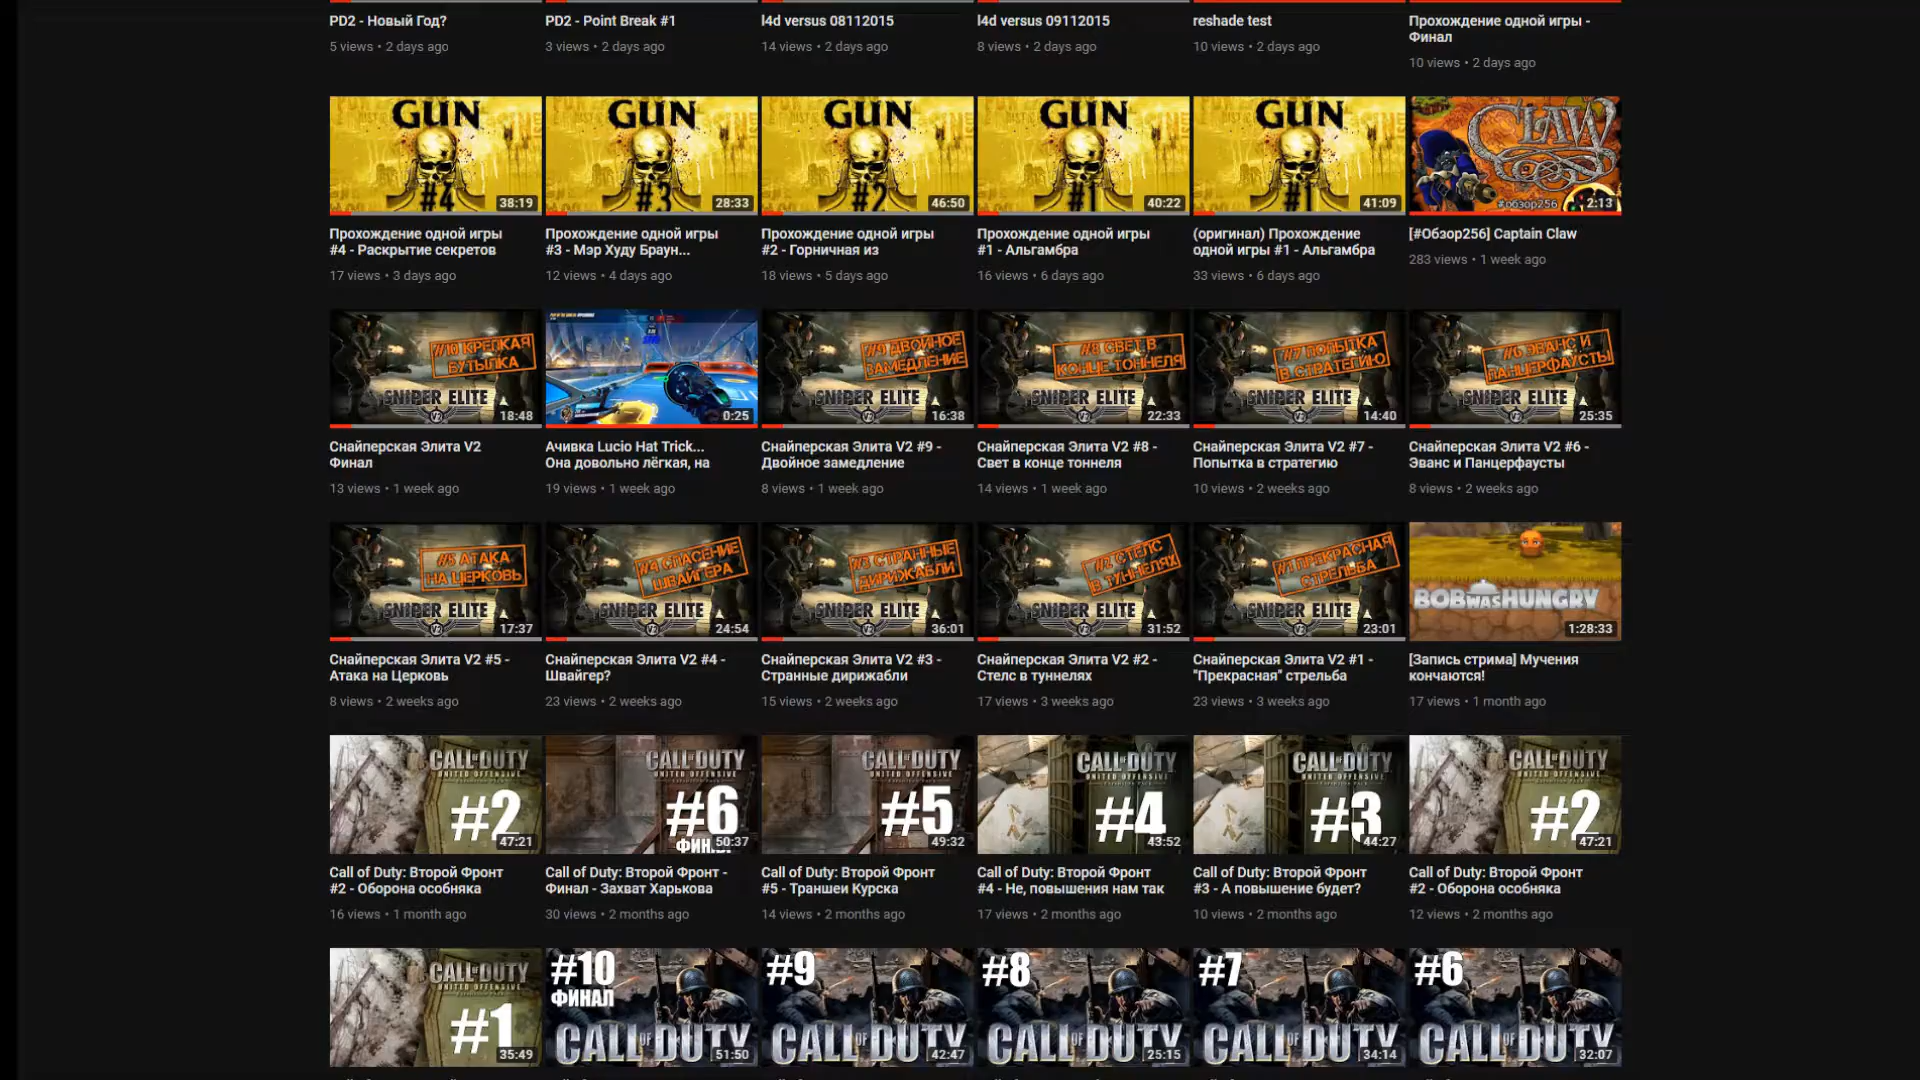 PD2 - Новый Год?
5 views • 2 days ago
PD2 - Point Break #1
3 views • 2 days ago
l4d versus 08112015
14 views • 2 days ago
l4d versus 09112015
8 views • 2 days ago
reshade test
10 views • 2 days ago
Прохождение одной игры -
Финал
10 views • 2 days ago
GUN
#4
38:19
GUN
#3
28:33
GUN
#2
46:50
GUN
#1
40:22
GUN
#1
41:09
CLAW
#обзор256
2:13
Прохождение одной игры
#4 - Раскрытие секретов
17 views • 3 days ago
Прохождение одной игры
#3 - Мэр Худу Браун...
12 views • 4 days ago
Прохождение одной игры
#2 - Горничная из
18 views • 5 days ago
Прохождение одной игры
#1 - Альгамбра
16 views • 6 days ago
(оригинал) Прохождение
одной игры #1 - Альгамбра
33 views • 6 days ago
[#Обзор256] Captain Claw
283 views • 1 week ago
#10 КРЕПКАЯ
БУТЫЛКА
SNIPER ELITE
V2
18:48
0:25
#9 ДВОЙНОЕ
ЗАМЕДЛЕНИЕ
SNIPER ELITE
V2
16:38
#8 СВЕТ В
КОНЦЕ ТОННЕЛЯ
SNIPER ELITE
V2
22:33
#7 ПОПЫТКА
В СТРАТЕГИЮ
SNIPER ELITE
V2
14:40
#6 ЭВАНС И
ПАНЦЕРФАУСТЫ
SNIPER ELITE
V2
25:35
Снайперская Элита V2
Финал
13 views • 1 week ago
Ачивка Lucio Hat Trick...
Она довольно лёгкая, на
19 views • 1 week ago
Снайперская Элита V2 #9 -
Двойное замедление
8 views • 1 week ago
Снайперская Элита V2 #8 -
Свет в конце тоннеля
14 views • 1 week ago
Снайперская Элита V2 #7 -
Попытка в стратегию
10 views • 2 weeks ago
Снайперская Элита V2 #6 -
Эванс и Панцерфаусты
8 views • 2 weeks ago
#5 АТАКА
НА ЦЕРКОВЬ
SNIPER ELITE
V2
17:37
#4 СПАСЕНИЕ
ШВАЙГЕРА
SNIPER ELITE
V2
24:54
#3 СТРАННЫЕ
ДИРИЖАБЛИ
SNIPER ELITE
V2
36:01
#2 СТЕЛС
В ТУННЕЛЯХ
SNIPER ELITE
V2
31:52
#1 ПРЕКРАСНАЯ
СТРЕЛЬБА
SNIPER ELITE
V2
23:01
BOB WAS HUNGRY
1:28:33
Снайперская Элита V2 #5 -
Атака на Церковь
8 views • 2 weeks ago
Снайперская Элита V2 #4 -
Швайгер?
23 views • 2 weeks ago
Снайперская Элита V2 #3 -
Странные дирижабли
15 views • 2 weeks ago
Снайперская Элита V2 #2 -
Стелс в туннелях
17 views • 3 weeks ago
Снайперская Элита V2 #1 -
"Прекрасная" стрельба
23 views • 3 weeks ago
[Запись стрима] Мучения
кончаются!
17 views • 1 month ago
CALL OF DUTY
UNITED OFFENSIVE
#2
47:21
CALL OF DUTY
UNITED OFFENSIVE
#6
ФИНАЛ
50:37
CALL OF DUTY
UNITED OFFENSIVE
#5
49:32
CALL OF DUTY
UNITED OFFENSIVE
#4
43:52
CALL OF DUTY
UNITED OFFENSIVE
#3
44:27
CALL OF DUTY
UNITED OFFENSIVE
#2
47:21
Call of Duty: Второй Фронт
#2 - Оборона особняка
16 views • 1 month ago
Call of Duty: Второй Фронт -
Финал - Захват Харькова
30 views • 2 months ago
Call of Duty: Второй Фронт
#5 - Траншеи Курска
14 views • 2 months ago
Call of Duty: Второй Фронт
#4 - Не, повышения нам так
17 views • 2 months ago
Call of Duty: Второй Фронт
#3 - А повышение будет?
10 views • 2 months ago
Call of Duty: Второй Фронт
#2 - Оборона особняка
12 views • 2 months ago
CALL OF DUTY
UNITED OFFENSIVE
#1
35:49
#10
ФИНАЛ
CALL OF DUTY
51:50
#9
CALL OF DUTY
42:47
#8
CALL OF DUTY
25:15
#7
CALL OF DUTY
34:14
#6
CALL OF DUTY
32:07